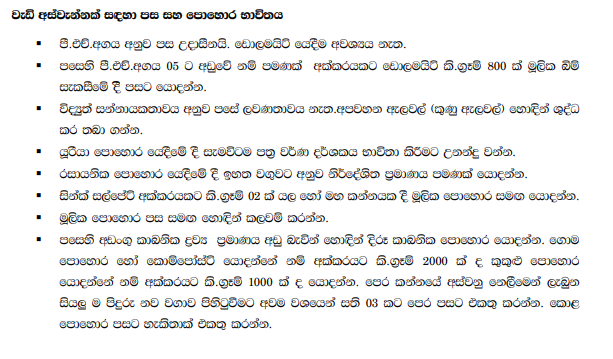 වැඩි අස්වැන්නක් සඳහා පස සහ පොහොර භාවිතය
▪ පී.එච්.අගය අනුව පස උදාසීනයි. ඩොලමයිට් යෙදීම අවශ්‍යය නැත.
▪ පසෙහි පී.එච්.අගය 05 ට අඩුවේ නම් පමණක් අක්කරයකට ඩොලමයිට් කි.ග්‍රෑම් 800 ක් මූලික බිම්
සැකසීමේ දී පසට යොදන්න.
▪ විද්‍යුත් සන්නායකතාවය අනුව පසේ ලවණතාවය නැත.අපවහන ඇලවල් (කුණු ඇලවල්) හොඳින් ශුද්ධ
කර තබා ගන්න.
▪ යූරියා පොහොර යෙදීමේ දී සැමවිටම පත්‍ර වර්ණ දර්ශකය භාවිතා කිරීමට උනන්දු වන්න.
▪ රසායනික පොහොර යෙදීමේ දී ඉහත වගුවට අනුව නිර්දේශිත ප්‍රමාණය පමණක් යොදන්න.
▪ සින්ක් සල්පේට් අක්කරයකට කි.ග්‍රෑම් 02 ක් යල හෝ මහ කන්නයක දී මූලික පොහොර සමඟ යොදන්න.
▪ මූලික පොහොර පස සමඟ හොඳින් කලවම් කරන්න.
▪ පසෙහි අඩංගු කාබනික ද්‍රව්‍ය ප්‍රමාණය අඩු බැවින් හොඳින් දිරූ කාබනික පොහොර යොදන්න. ගොම
පොහොර හෝ කොම්පෝස්ට් යොදන්නේ නම් අක්කරයට කි.ග්‍රෑම් 2000 ක් ද කුකුළු පොහොර
යොදන්නේ නම් අක්කරයට කි.ග්‍රෑම් 1000 ක් ද යොදන්න. පෙර කන්නයේ අස්වනු නෙලීමෙන් ලැබුන
සියලු ම පිදුරු නව වගාව පිහිටුවීමට අවම වශයෙන් සති 03 කට පෙර පසට එකතු කරන්න. කොළ
පොහොර පසට හැකිතාක් එකතු කරන්න.